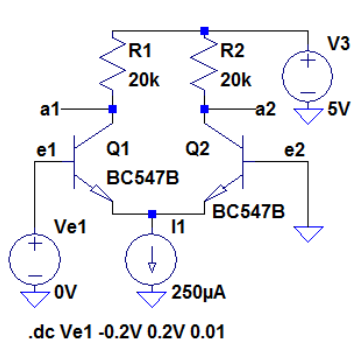 R1 R2 V3
20k 20k
a1 a2 5V
e1 Q1 Q2 e2
BC547B
BC547B
Ve1 I1
0V 250µA
.dc Ve1 -0.2V 0.2V 0.01